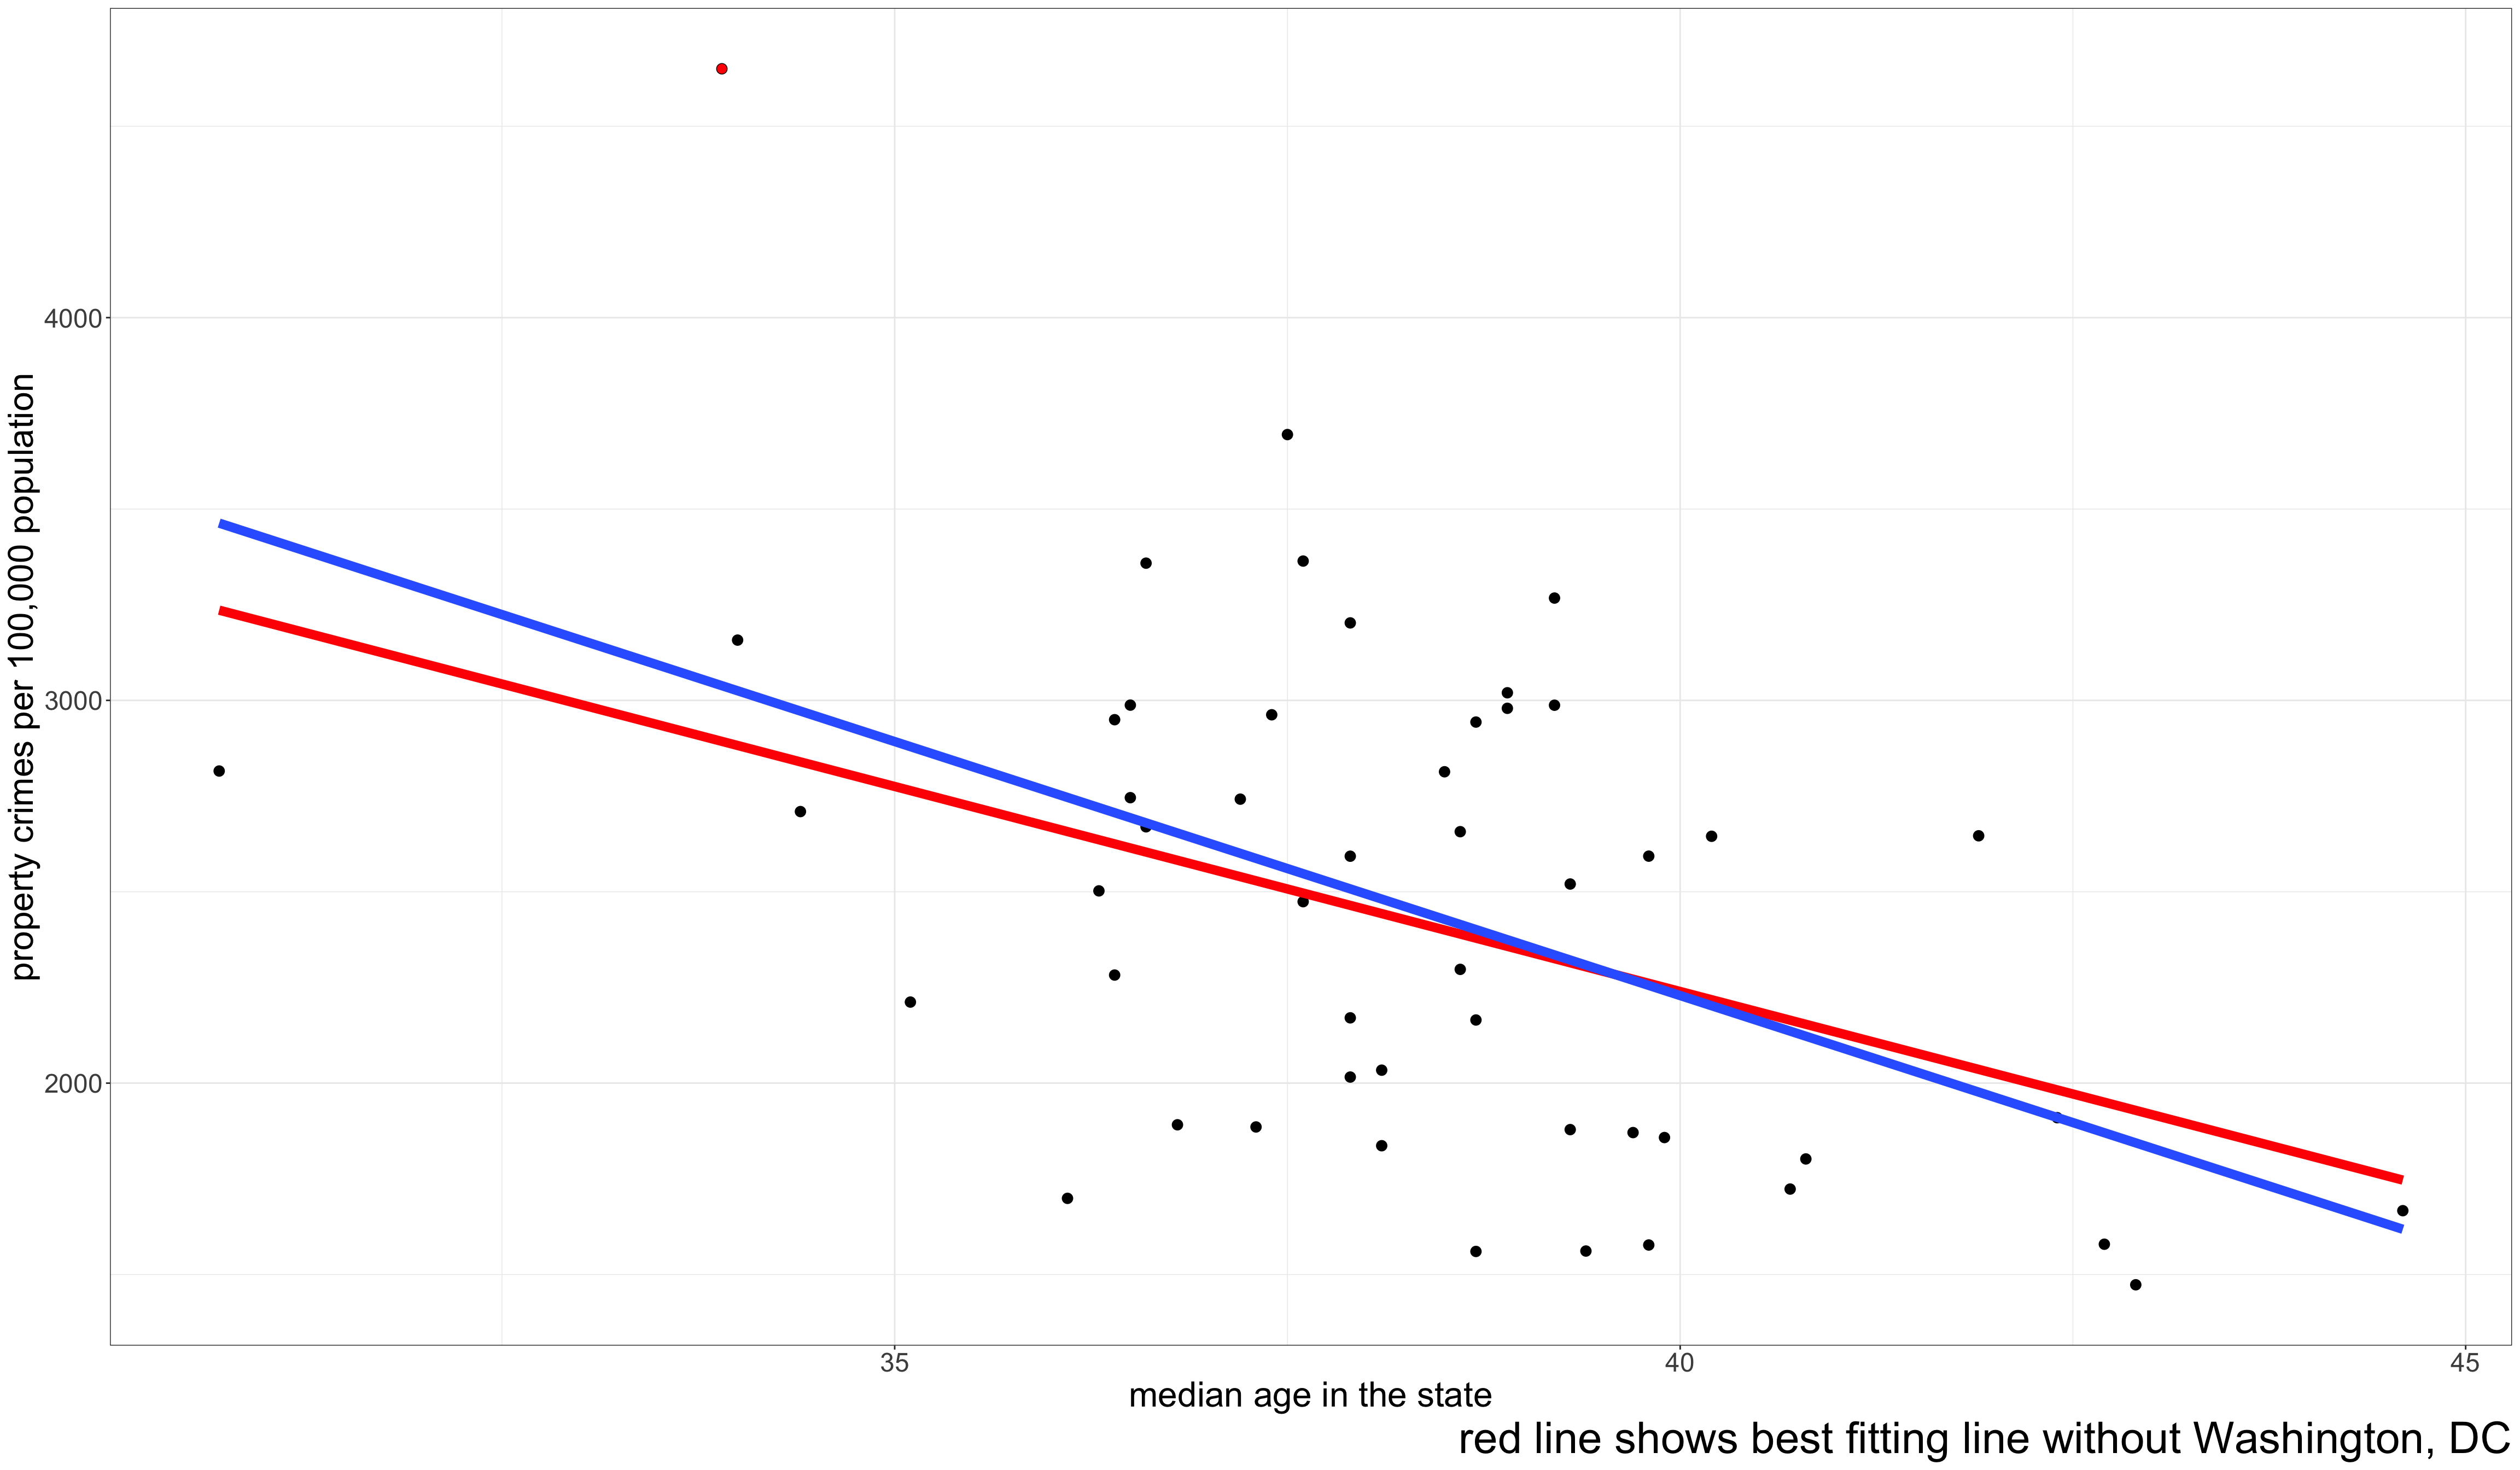 property crimes per 100,000 population
4000
3000
2000
35
40
45
median age in the state
red line shows best fitting line without Washington, DC